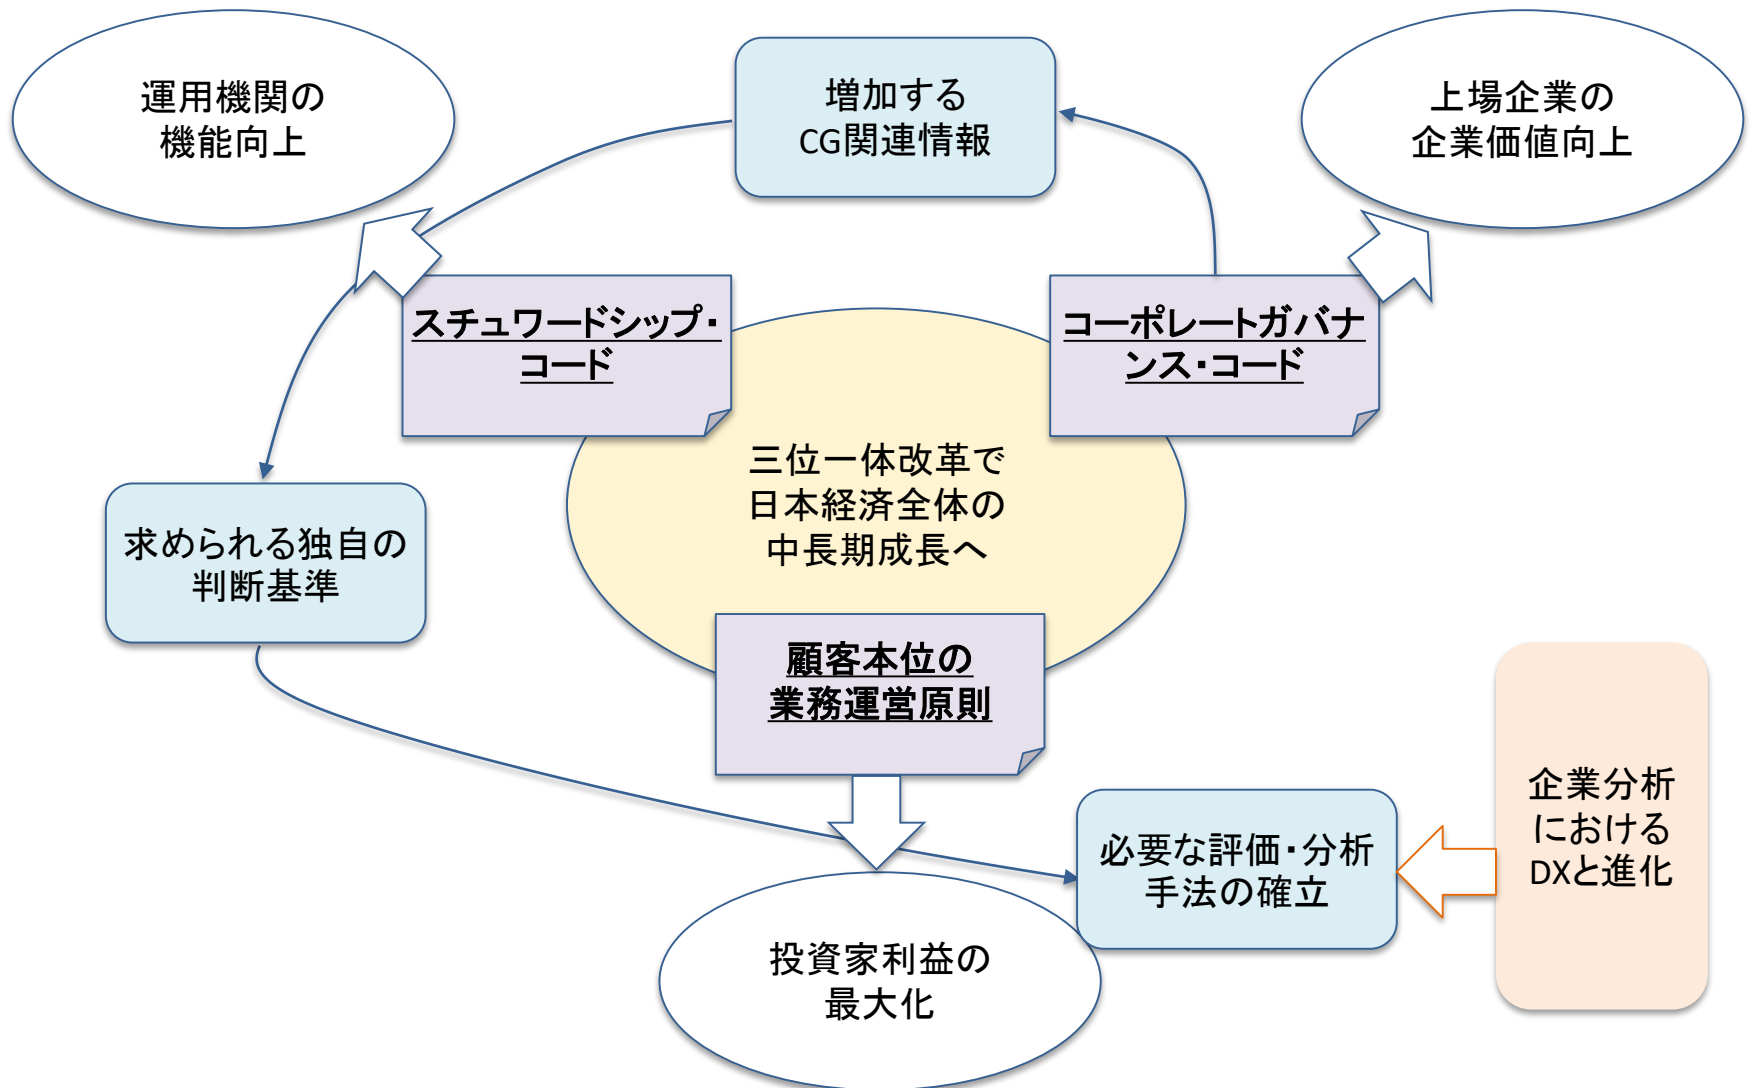 運用機関の
機能向上
増加する
CG関連情報
上場企業の
企業価値向上
スチュワードシップ・
コード
コーポレートガバナ
ンス・コード
三位一体改革で
日本経済全体の
中長期成長へ
求められる独自の
判断基準
顧客本位の
業務運営原則
必要な評価・分析
手法の確立
企業分析
における
DXと進化
投資家利益の
最大化